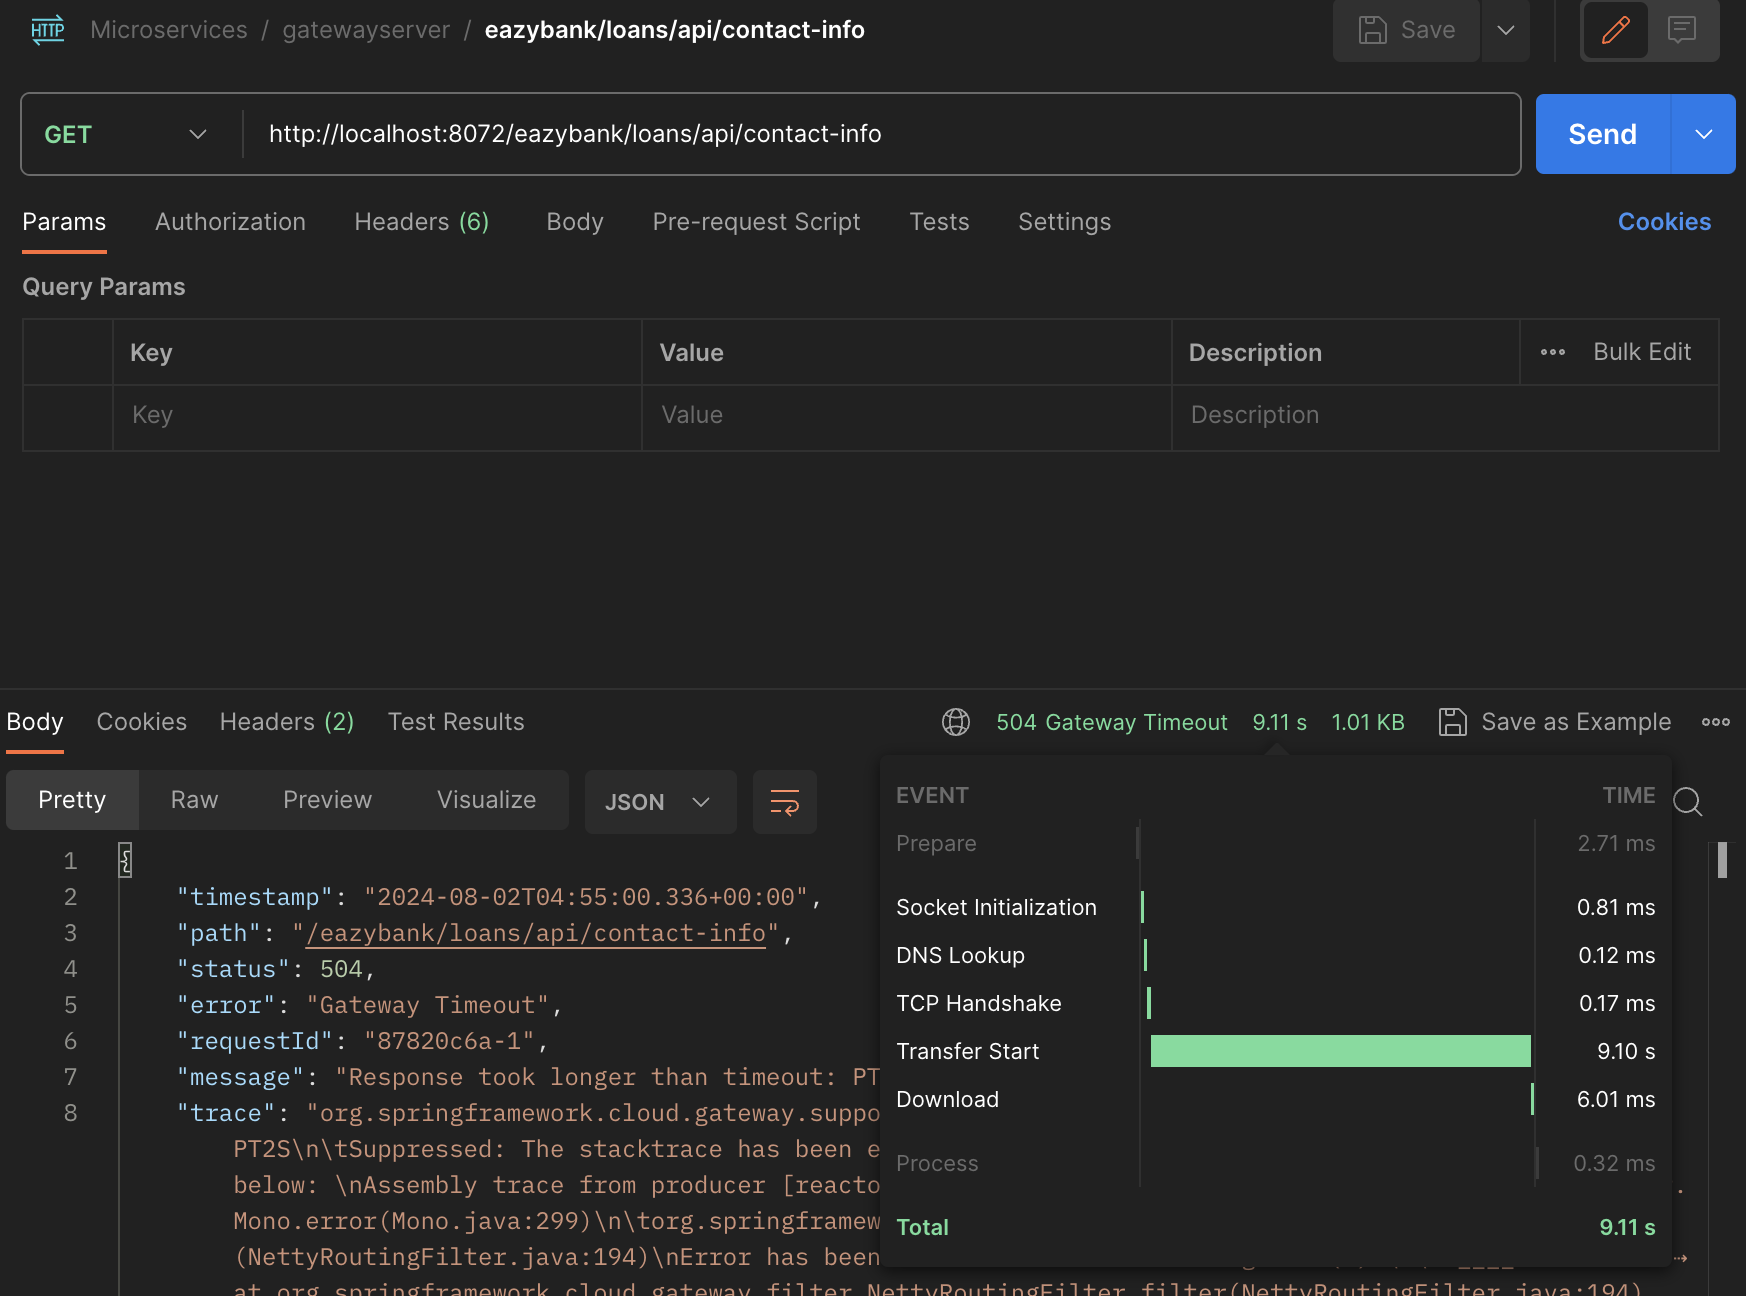 HTTP Microservices / gatewayserver / eazybank/loans/api/contact-info Save
GET http://localhost:8072/eazybank/loans/api/contact-info Send
Params Authorization Headers (6) Body Pre-request Script Tests Settings Cookies
Query Params
Key Value Description Bulk Edit
Key Value Description
Body Cookies Headers (2) Test Results 504 Gateway Timeout 9.11 s 1.01 KB Save as Example
Pretty Raw Preview Visualize JSON
1 {
2 "timestamp": "2024-08-02T04:55:00.336+00:00",
3 "path": "/eazybank/loans/api/contact-info",
4 "status": 504,
5 "error": "Gateway Timeout",
6 "requestId": "87820c6a-1",
7 "message": "Response took longer than timeout: PT
8 "trace": "org.springframework.cloud.gateway.suppo
PT2S\n\tSuppressed: The stacktrace has been e
below: \nAssembly trace from producer [reacto
Mono.error(Mono.java:299)\n\torg.springframew
(NettyRoutingFilter.java:194)\nError has been
at org.springframework.cloud.gateway.filter.NettyRoutingFilter.filter(NettyRoutingFilter.java:194)
EVENT TIME
Prepare 2.71 ms
Socket Initialization 0.81 ms
DNS Lookup 0.12 ms
TCP Handshake 0.17 ms
Transfer Start 9.10 s
Download 6.01 ms
Process 0.32 ms
Total 9.11 s